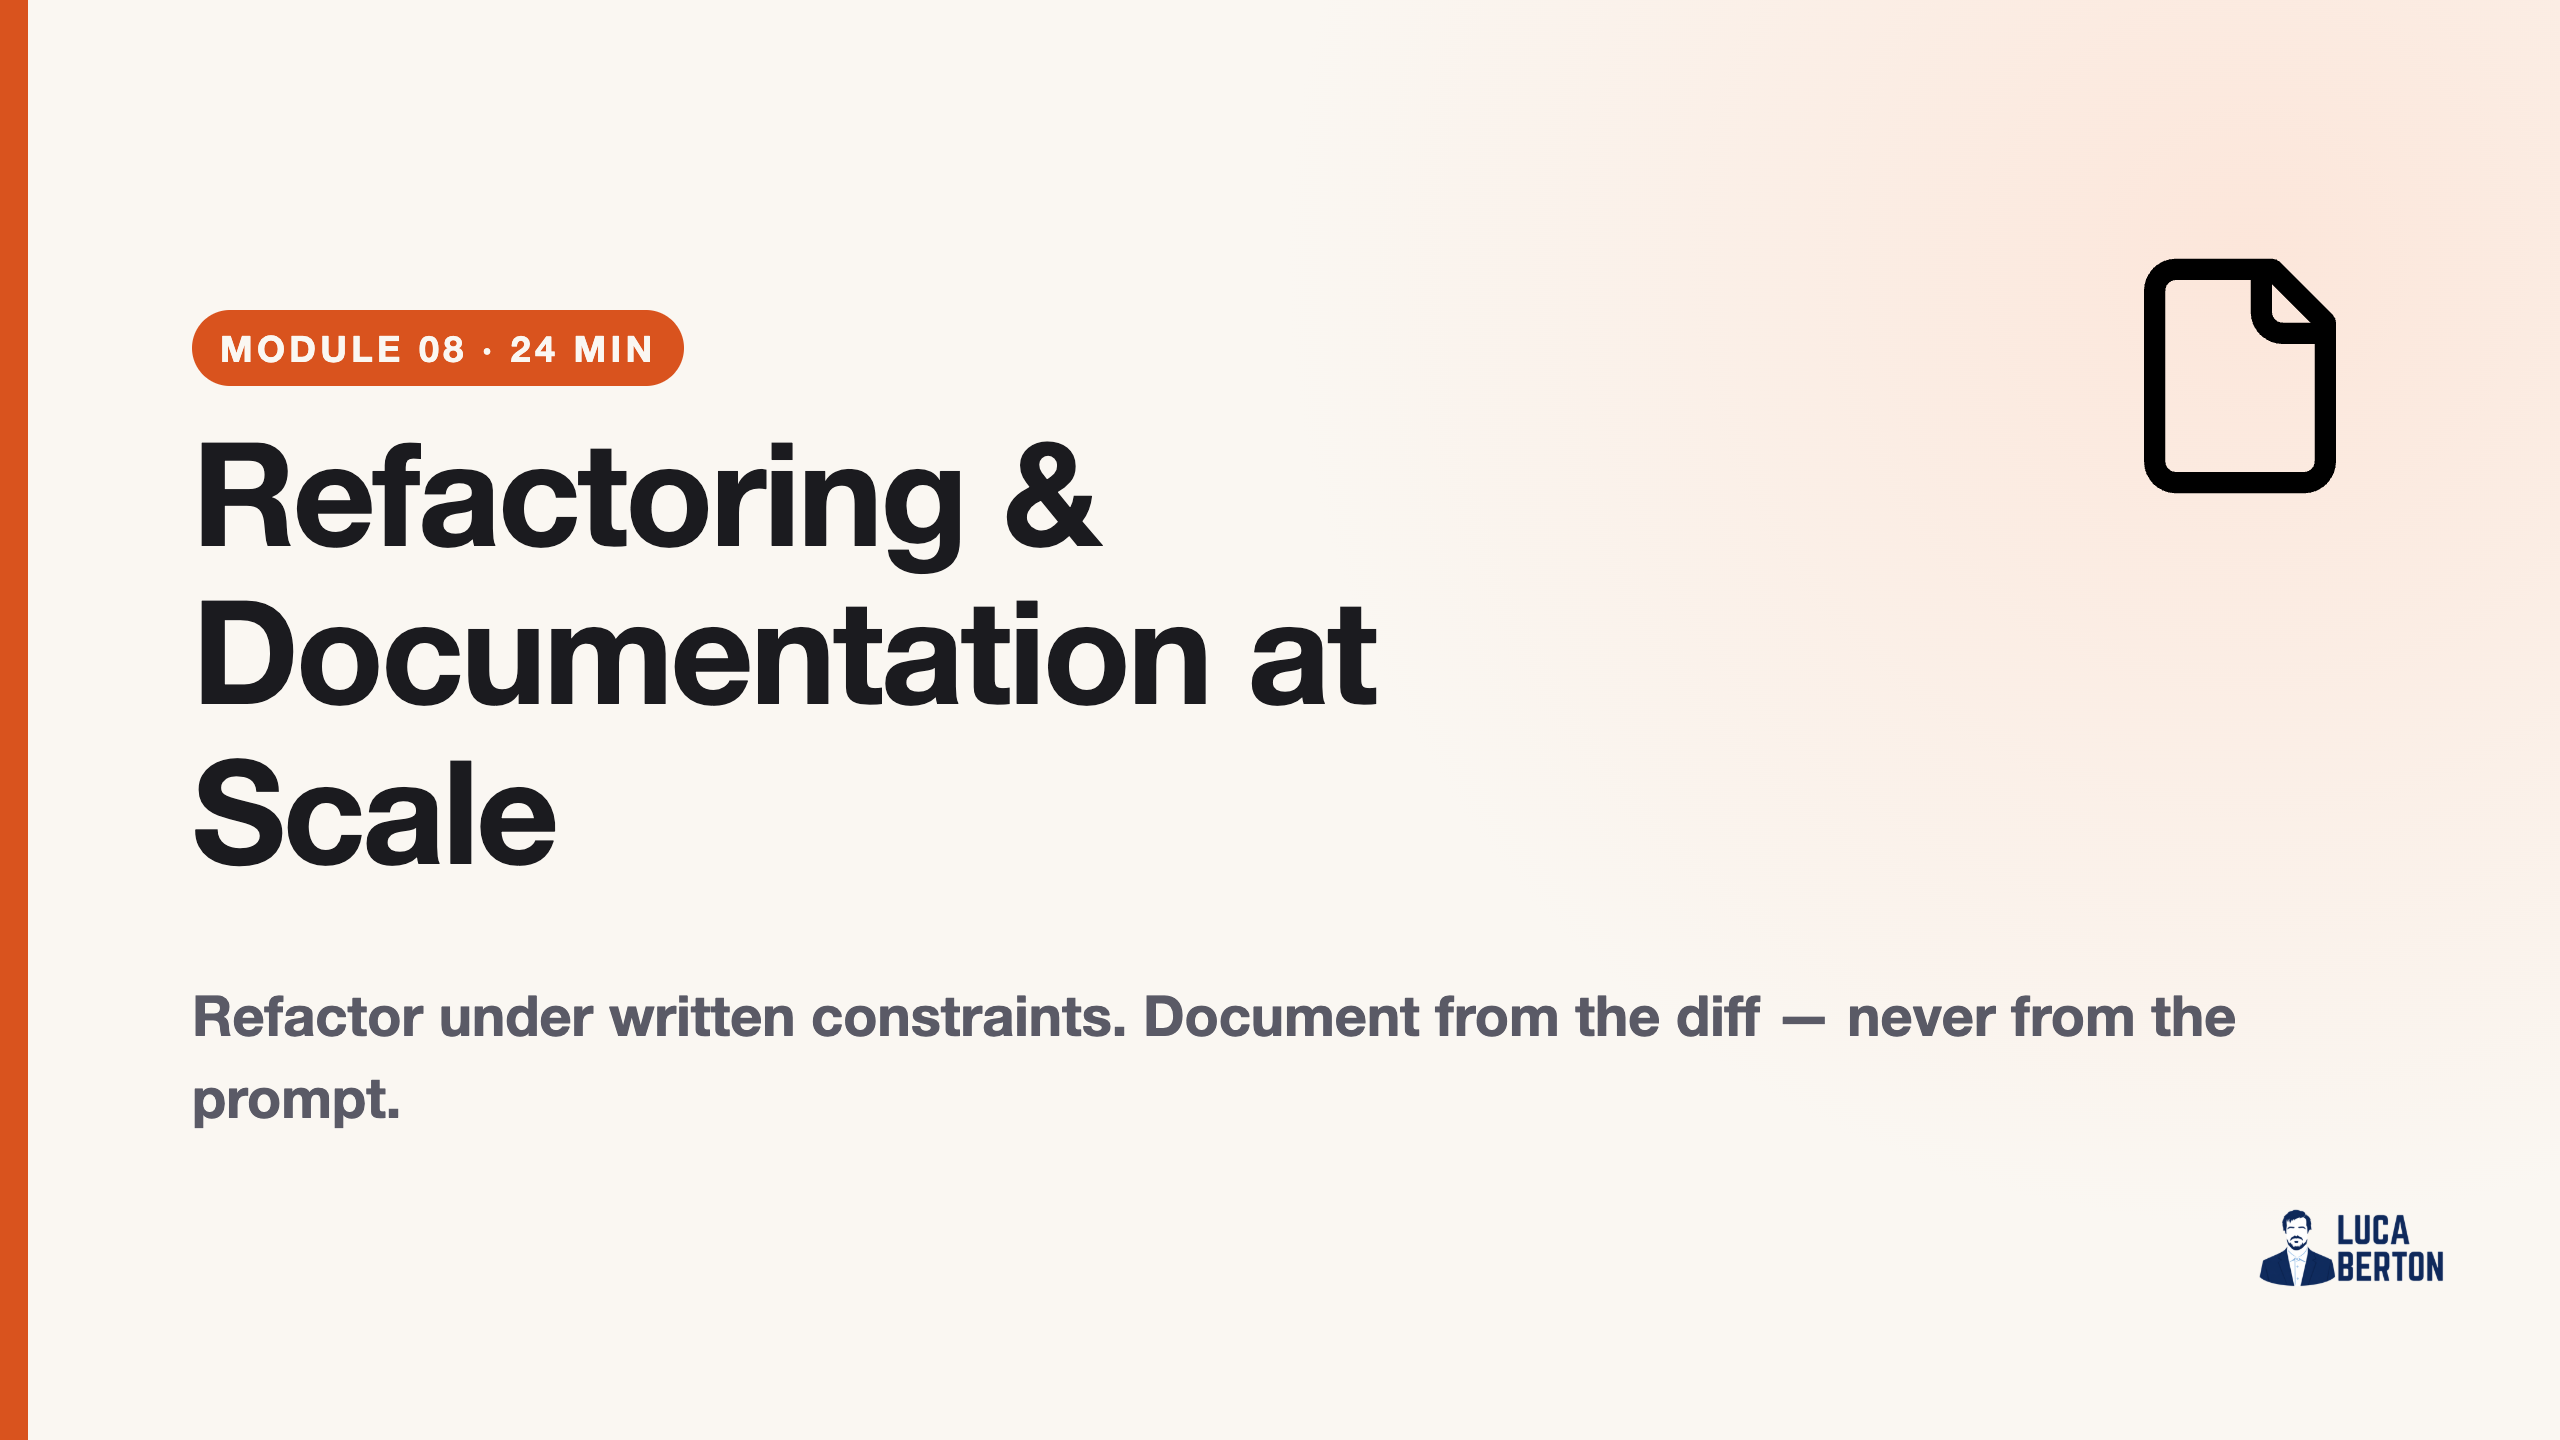 MODULE 08 · 24 MIN
Refactoring &
Documentation at
Scale
Refactor under written constraints. Document from the diff — never from the
prompt.
LUCA
BERTON